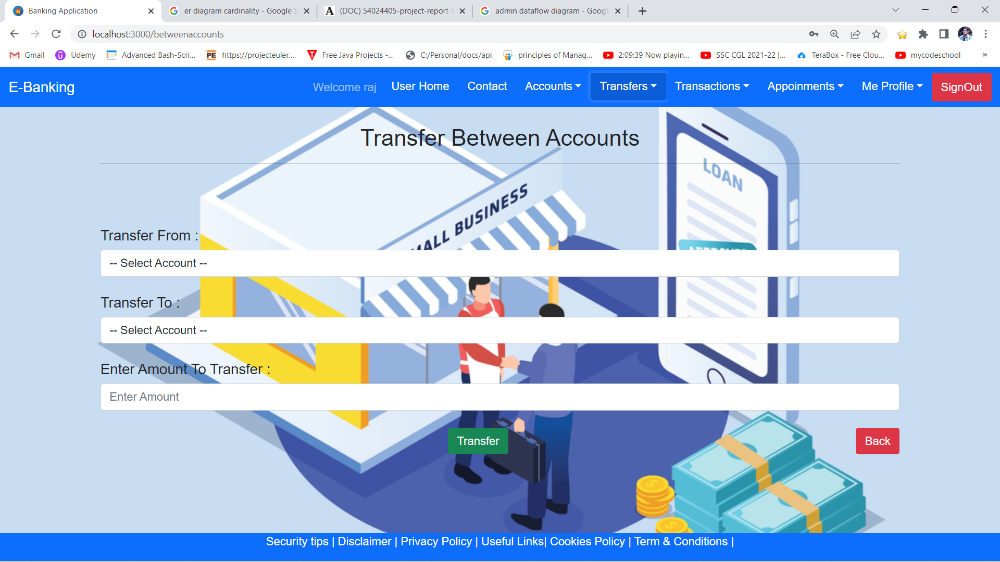 Banking Application
er diagram cardinality - Google S
A (DOC) 54024405-project-report-b
admin dataflow diagram - Google
localhost:3000/betweenaccounts
Gmail Udemy Advanced Bash-Scri... PE https://projecteuler.... Free Java Projects -... C:/Personal/docs/api principles of Manag... 2:09:39 Now playin... SSC CGL 2021-22 |... TeraBox - Free Clou... mycodeschool »
E-Banking Welcome raj User Home Contact Accounts Transfers Transactions Appoinments Me Profile SignOut
Transfer Between Accounts
LOAN
MALL BUSINESS
Transfer From :
-- Select Account --
Transfer To :
-- Select Account --
Enter Amount To Transfer :
Enter Amount
Transfer Back
Security tips | Disclaimer | Privacy Policy | Useful Links| Cookies Policy | Term & Conditions |